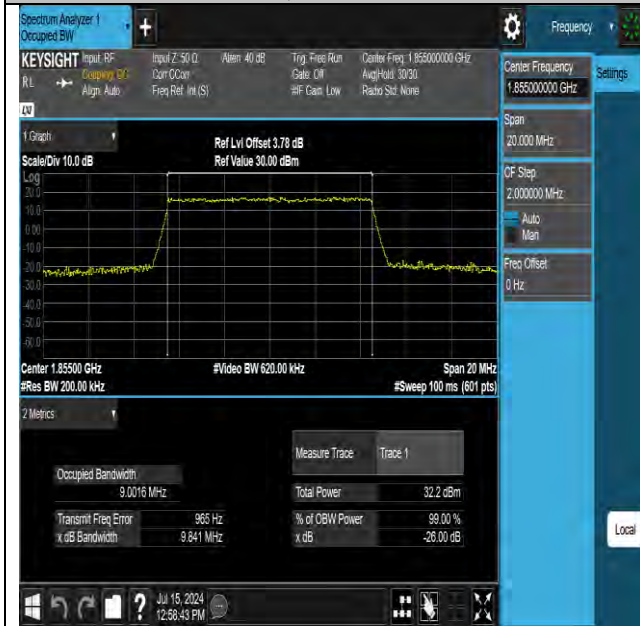 Spectrum Analyzer 1
Occupied BW
Frequency
KEYSIGHT
Input: RF
Input Z: 50 Ω
Atten: 40 dB
Trig: Free Run
Center Freq: 1.855000000 GHz
RL
Coupling: DC
Corr CCorr
Gate: Off
Avg|Hold: 30/30
Align: Auto
Freq Ref: Int (S)
#IF Gain: Low
Radio Std: None
LXI
Center Frequency
1.855000000 GHz
Settings
Span
20.000 MHz
CF Step
2.000000 MHz
Auto
Man
Freq Offset
0 Hz
Local
1 Graph
Ref Lvl Offset 3.78 dB
Scale/Div 10.0 dB
Ref Value 30.00 dBm
Log
20.0
10.0
0.00
-10.0
-20.0
-30.0
-40.0
-50.0
Center 1.85500 GHz
#Video BW 620.00 kHz
Span 20 MHz
#Res BW 200.00 kHz
#Sweep 100 ms (601 pts)
2 Metrics
Measure Trace
Trace 1
Occupied Bandwidth
9.0016 MHz
Total Power
32.2 dBm
Transmit Freq Error
965 Hz
% of OBW Power
99.00 %
x dB Bandwidth
9.841 MHz
x dB
-26.00 dB
?
Jul 15, 2024
12:58:43 PM